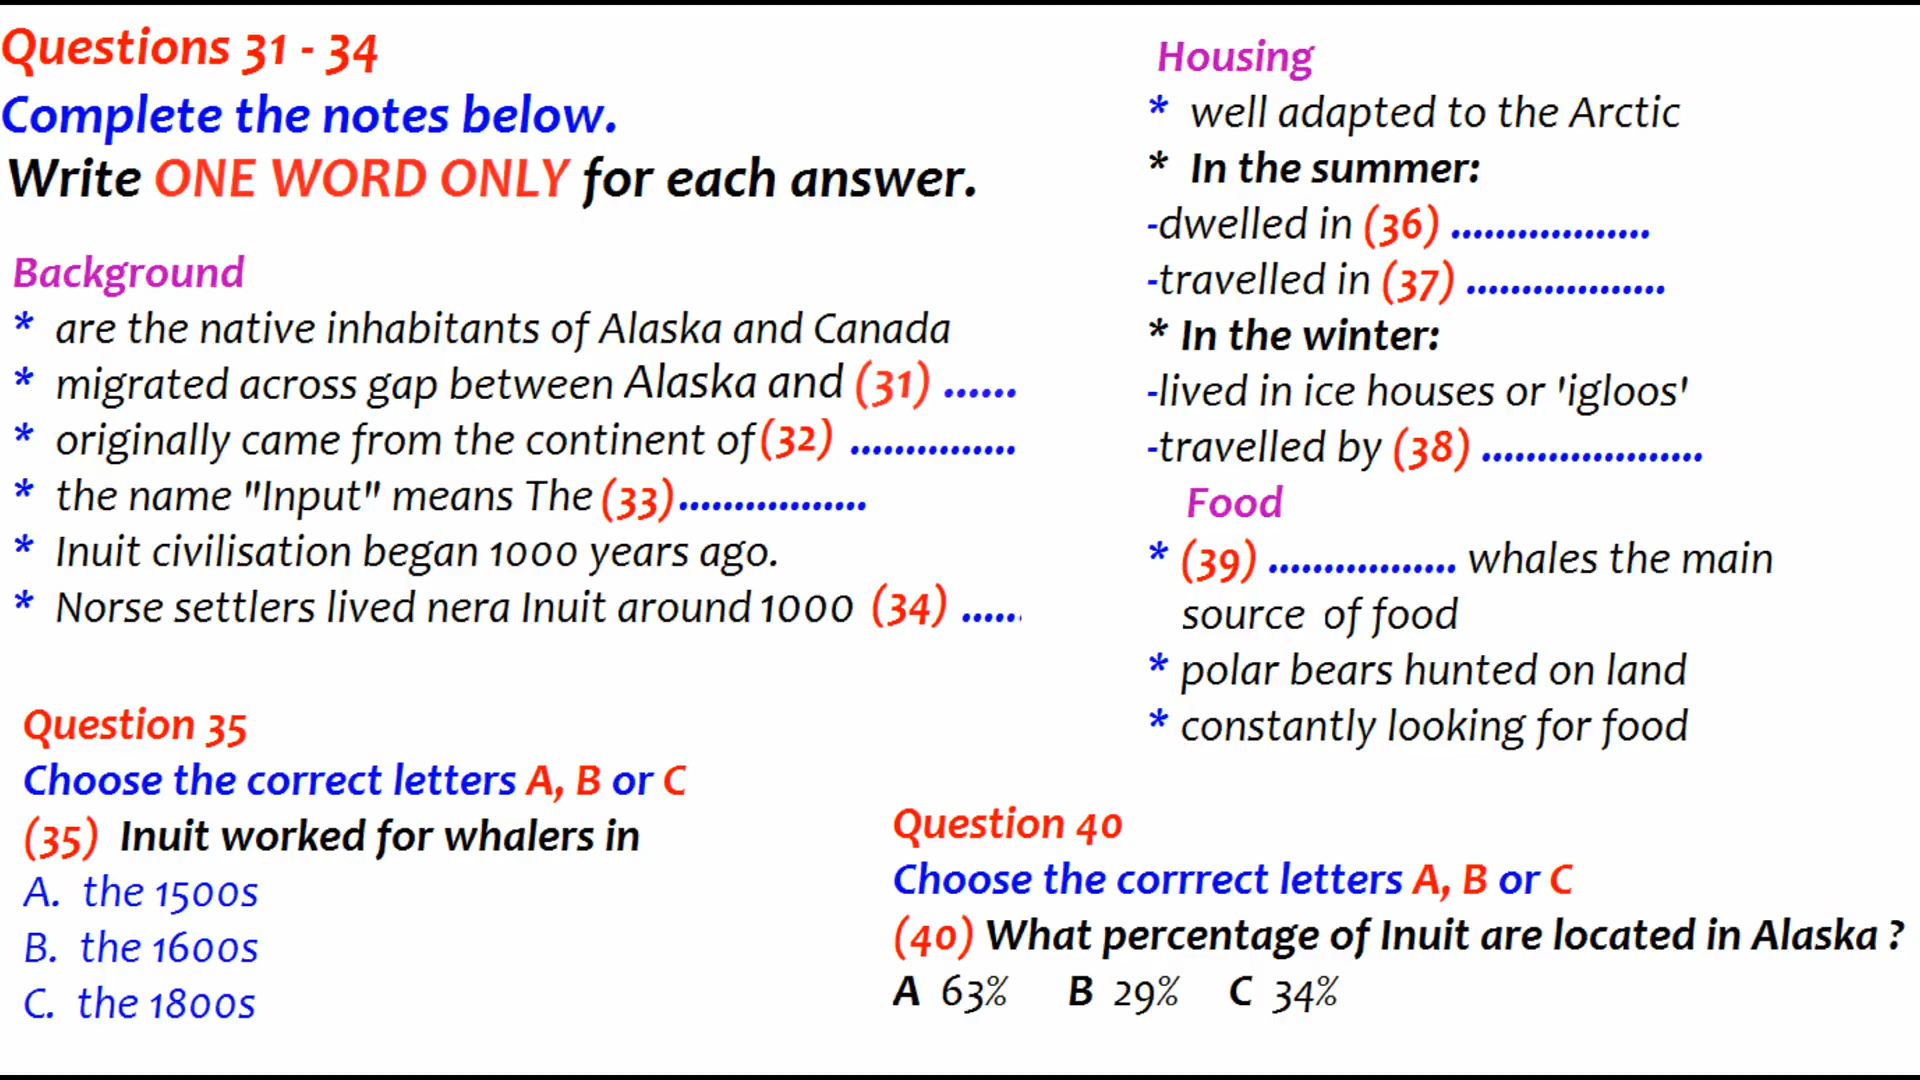 Questions 31 - 34
Complete the notes below.
Write ONE WORD ONLY for each answer.
Background
* are the native inhabitants of Alaska and Canada
* migrated across gap between Alaska and (31) ......
* originally came from the continent of (32) ...............
* the name "Input" means The (33).................
* Inuit civilisation began 1000 years ago.
* Norse settlers lived nera Inuit around 1000 (34) ......
Question 35
Choose the correct letters A, B or C
(35) Inuit worked for whalers in
A. the 1500s
B. the 1600s
C. the 1800s
Housing
* well adapted to the Arctic
* In the summer:
-dwelled in (36) ..................
-travelled in (37) ..................
* In the winter:
-lived in ice houses or 'igloos'
-travelled by (38) ....................
Food
* (39) ................. whales the main
source of food
* polar bears hunted on land
* constantly looking for food
Question 40
Choose the corrrect letters A, B or C
(40) What percentage of Inuit are located in Alaska ?
A 63% B 29% C 34%